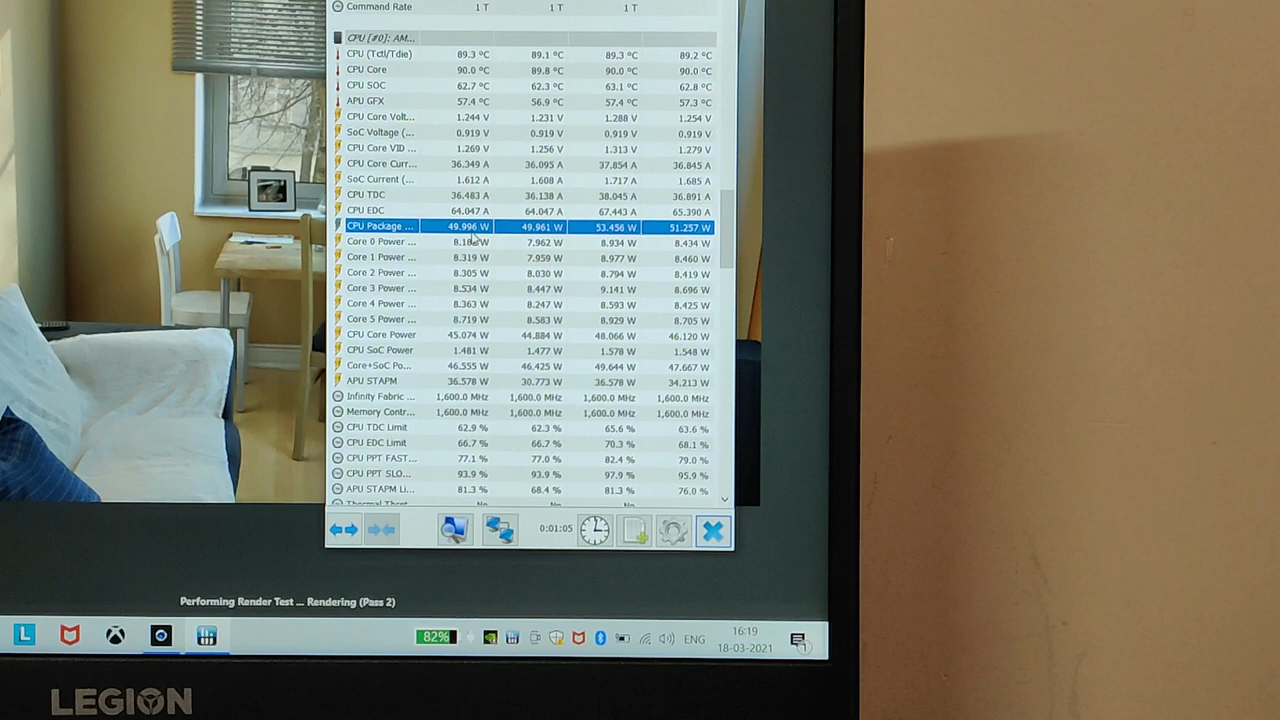 Command Rate 1 T 1 T 1 T
CPU [#0]: AM...
CPU (Tctl/Tdie) 89.3 °C 89.1 °C 89.3 °C 89.2 °C
CPU Core 90.0 °C 89.8 °C 90.0 °C 90.0 °C
CPU SOC 62.7 °C 62.3 °C 63.1 °C 62.8 °C
APU GFX 57.4 °C 56.9 °C 57.4 °C 57.3 °C
CPU Core Volt... 1.244 V 1.231 V 1.288 V 1.254 V
SoC Voltage (... 0.919 V 0.919 V 0.919 V 0.919 V
CPU Core VID ... 1.269 V 1.256 V 1.313 V 1.279 V
CPU Core Curr... 36.349 A 36.095 A 37.854 A 36.845 A
SoC Current (... 1.612 A 1.608 A 1.717 A 1.685 A
CPU TDC 36.483 A 36.138 A 38.045 A 36.891 A
CPU EDC 64.047 A 64.047 A 67.443 A 65.390 A
CPU Package ... 49.996 W 49.961 W 53.456 W 51.257 W
Core 0 Power ... 7.962 W 8.934 W 8.434 W
Core 1 Power ... 8.319 W 7.959 W 8.977 W 8.460 W
Core 2 Power ... 8.305 W 8.030 W 8.794 W 8.419 W
Core 3 Power ... 8.534 W 8.447 W 9.141 W 8.696 W
Core 4 Power ... 8.363 W 8.247 W 8.593 W 8.425 W
Core 5 Power ... 8.719 W 8.583 W 8.929 W 8.705 W
CPU Core Power 45.074 W 44.884 W 48.066 W 46.120 W
CPU SoC Power 1.481 W 1.477 W 1.578 W 1.548 W
Core+SoC Po... 46.555 W 46.425 W 49.644 W 47.667 W
APU STAPM 36.578 W 30.773 W 36.578 W 34.213 W
Infinity Fabric ... 1,600.0 MHz 1,600.0 MHz 1,600.0 MHz 1,600.0 MHz
Memory Contr... 1,600.0 MHz 1,600.0 MHz 1,600.0 MHz 1,600.0 MHz
CPU TDC Limit 62.9 % 62.3 % 65.6 % 63.6 %
CPU EDC Limit 66.7 % 66.7 % 70.3 % 68.1 %
CPU PPT FAST... 77.1 % 77.0 % 82.4 % 79.0 %
CPU PPT SLO... 93.9 % 93.9 % 97.9 % 95.9 %
APU STAPM Li... 81.3 % 68.4 % 81.3 % 76.0 %
0:01:05
Performing Render Test ... Rendering (Pass 2)
L
82%
ENG
16:19
18-03-2021
1
LEGION